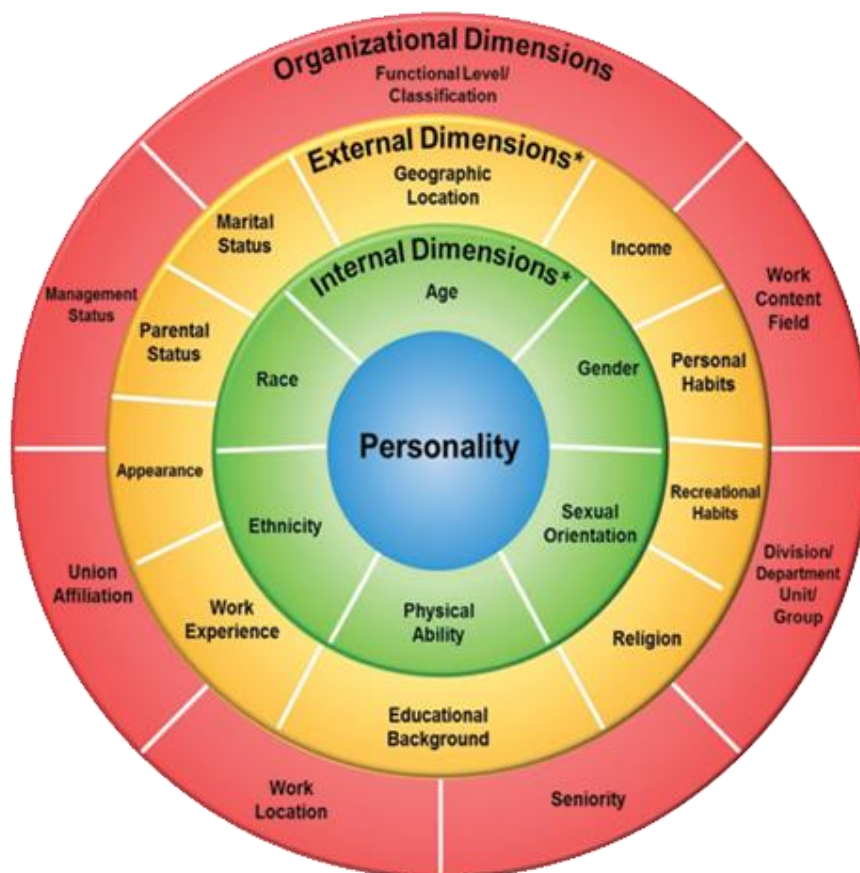 Organizational Dimensions
Functional Level/
Classification
Work
Content
Field
Division/
Department
Unit/
Group
Seniority
Work
Location
Union
Affiliation
Management
Status
External Dimensions*
Geographic
Location
Income
Personal
Habits
Recreational
Habits
Religion
Educational
Background
Work
Experience
Appearance
Parental
Status
Marital
Status
Internal Dimensions*
Age
Gender
Sexual
Orientation
Physical
Ability
Ethnicity
Race
Personality